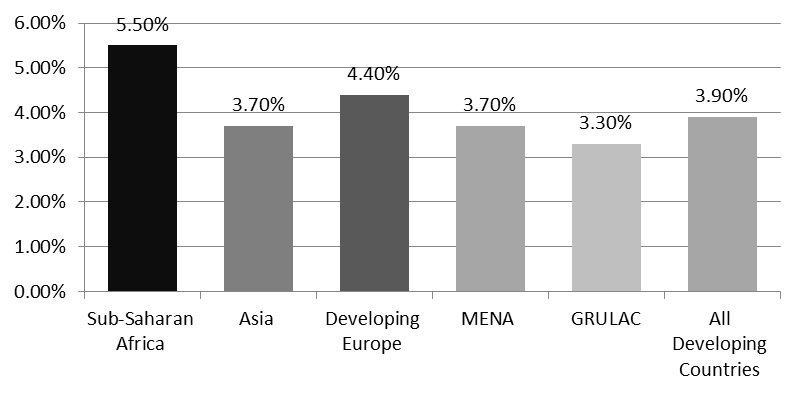 6.00%
5.00%
4.00%
3.00%
2.00%
1.00%
0.00%
5.50%
3.70%
4.40%
3.70%
3.30%
3.90%
Sub-Saharan
Africa
Asia
Developing
Europe
MENA
GRULAC
All
Developing
Countries